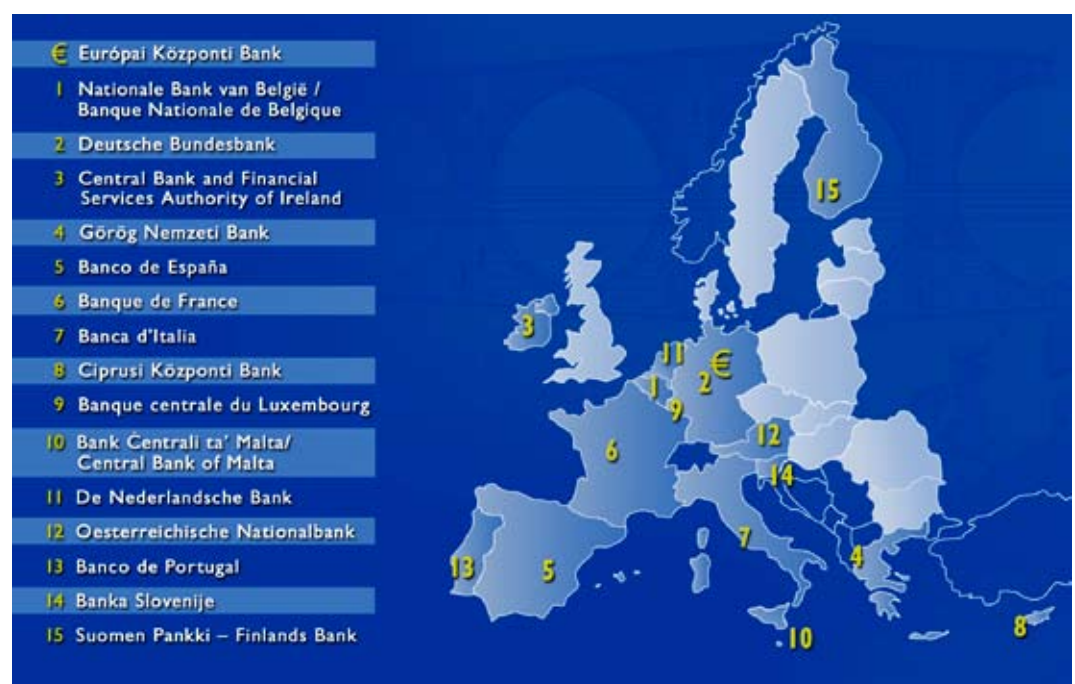 € Európai Központi Bank
1 Nationale Bank van België /
Banque Nationale de Belgique
2 Deutsche Bundesbank
3 Central Bank and Financial
Services Authority of Ireland
4 Görög Nemzeti Bank
5 Banco de España
6 Banque de France
7 Banca d'Italia
8 Ciprusi Központi Bank
9 Banque centrale du Luxembourg
10 Bank Ċentrali ta' Malta/
Central Bank of Malta
11 De Nederlandsche Bank
12 Oesterreichische Nationalbank
13 Banco de Portugal
14 Banka Slovenije
15 Suomen Pankki – Finlands Bank
15
3
11
€
1
2
9
12
6
14
7
4
13
5
8
10